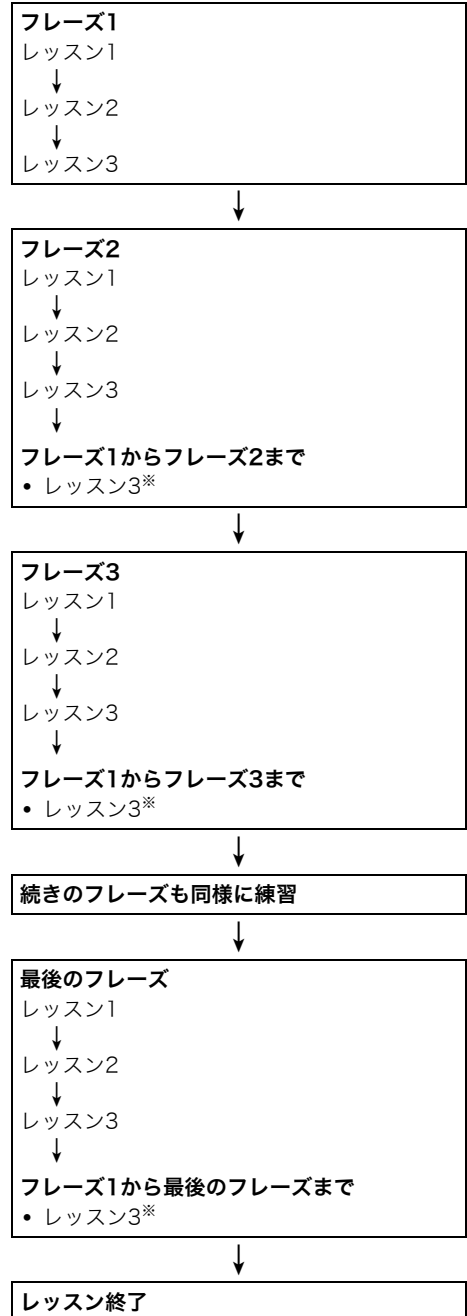 フレーズ1
レッスン1
↓
レッスン2
↓
レッスン3
↓
フレーズ2
レッスン1
↓
レッスン2
↓
レッスン3
↓
フレーズ1からフレーズ2まで
• レッスン3※
↓
フレーズ3
レッスン1
↓
レッスン2
↓
レッスン3
↓
フレーズ1からフレーズ3まで
• レッスン3※
↓
続きのフレーズも同様に練習
↓
最後のフレーズ
レッスン1
↓
レッスン2
↓
レッスン3
↓
フレーズ1から最後のフレーズまで
• レッスン3※
↓
レッスン終了